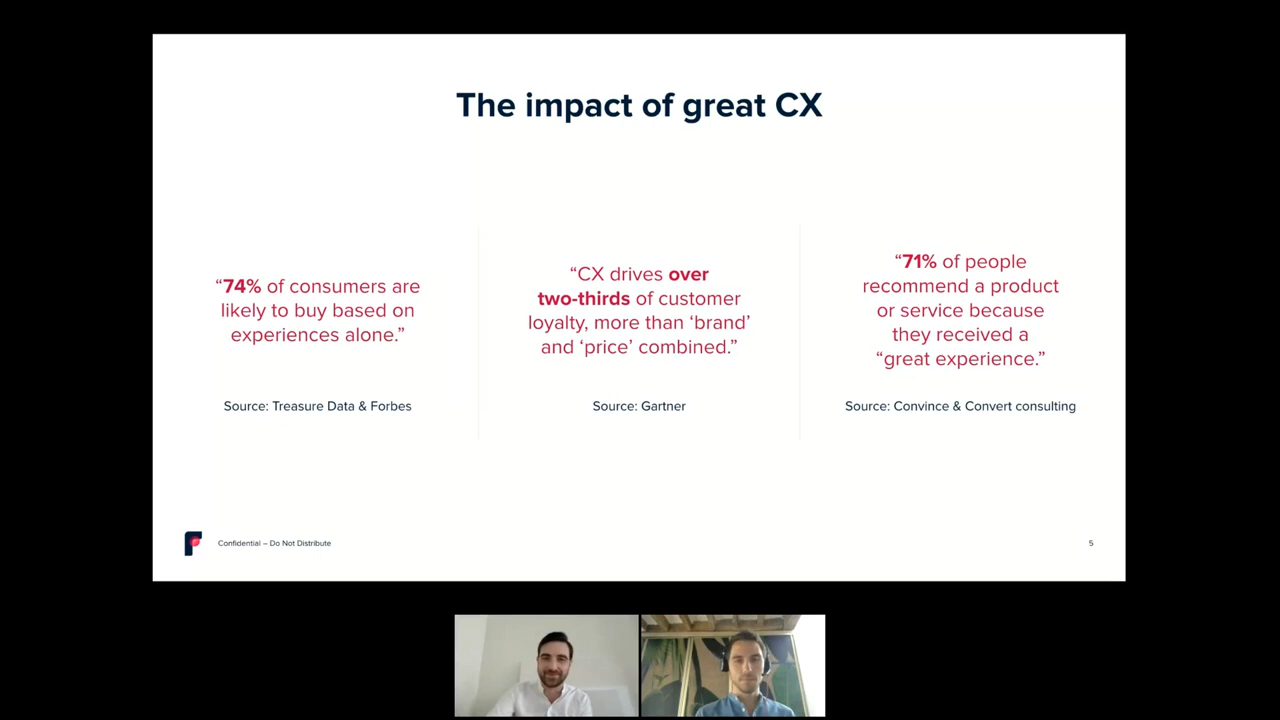 The impact of great CX
“74% of consumers are
likely to buy based on
experiences alone.”
Source: Treasure Data & Forbes
“CX drives over
two-thirds of customer
loyalty, more than ‘brand’
and ‘price’ combined.”
Source: Gartner
“71% of people
recommend a product
or service because
they received a
“great experience.”
Source: Convince & Convert consulting
Confidential – Do Not Distribute
5